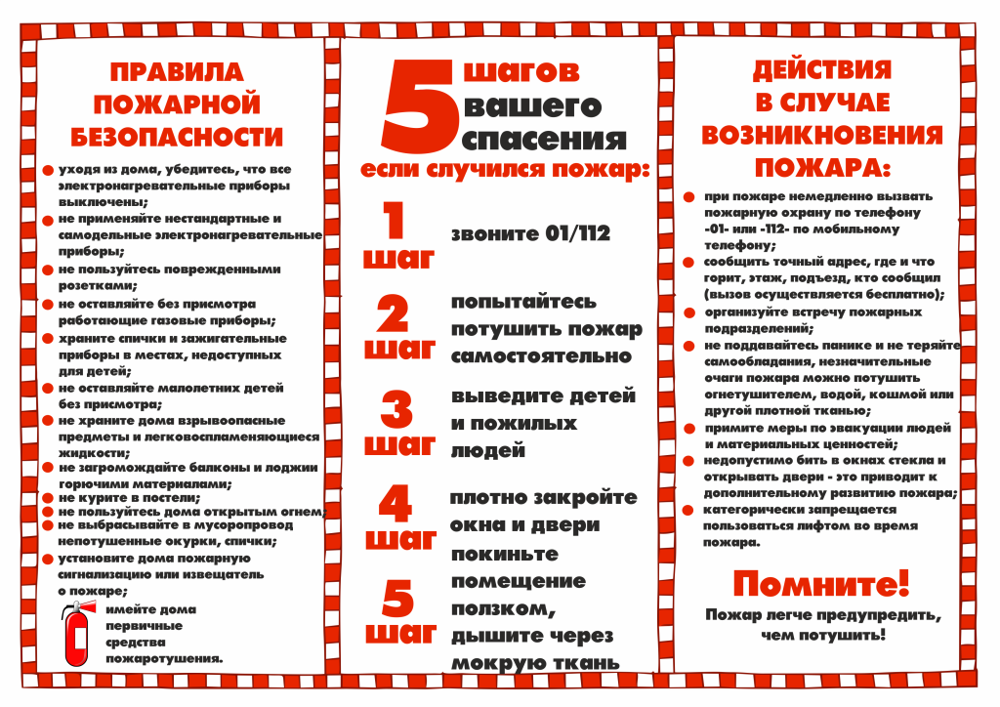 ПРАВИЛА
ПОЖАРНОЙ
БЕЗОПАСНОСТИ
уходя из дома, убедитесь, что все
электронагревательные приборы
выключены;
не применяйте нестандартные и
самодельные электронагревательные
приборы;
не пользуйтесь поврежденными
розетками;
не оставляйте без присмотра
работающие газовые приборы;
храните спички и зажигательные
приборы в местах, недоступных
для детей;
не оставляйте малолетних детей
без присмотра;
не храните дома взрывоопасные
предметы и легковоспламеняющиеся
жидкости;
не загромождайте балконы и лоджии
горючими материалами;
не курите в постели;
не пользуйтесь дома открытым огнем;
не выбрасывайте в мусоропровод
непотушенные окурки, спички;
установите дома пожарную
сигнализацию или извещатель
о пожаре;
имейте дома
первичные
средства
пожаротушения.
5 шагов
вашего
спасения
если случился пожар:
1
шаг
звоните 01/112
2
шаг
попытайтесь
потушить пожар
самостоятельно
3
шаг
выведите детей
и пожилых
людей
4
шаг
плотно закройте
окна и двери
5
шаг
покиньте
помещение
ползком,
дышите через
мокрую ткань
ДЕЙСТВИЯ
В СЛУЧАЕ
ВОЗНИКНОВЕНИЯ
ПОЖАРА:
при пожаре немедленно вызвать
пожарную охрану по телефону
-01- или -112- по мобильному
телефону;
сообщить точный адрес, где и что
горит, этаж, подъезд, кто сообщил
(вызов осуществляется бесплатно);
организуйте встречу пожарных
подразделений;
не поддавайтесь панике и не теряйте
самообладания, незначительные
очаги пожара можно потушить
огнетушителем, водой, кошмой или
другой плотной тканью;
примите меры по эвакуации людей
и материальных ценностей;
недопустимо бить в окнах стекла и
открывать двери - это приводит к
дополнительному развитию пожара;
категорически запрещается
пользоваться лифтом во время
пожара.
Помните!
Пожар легче предупредить,
чем потушить!